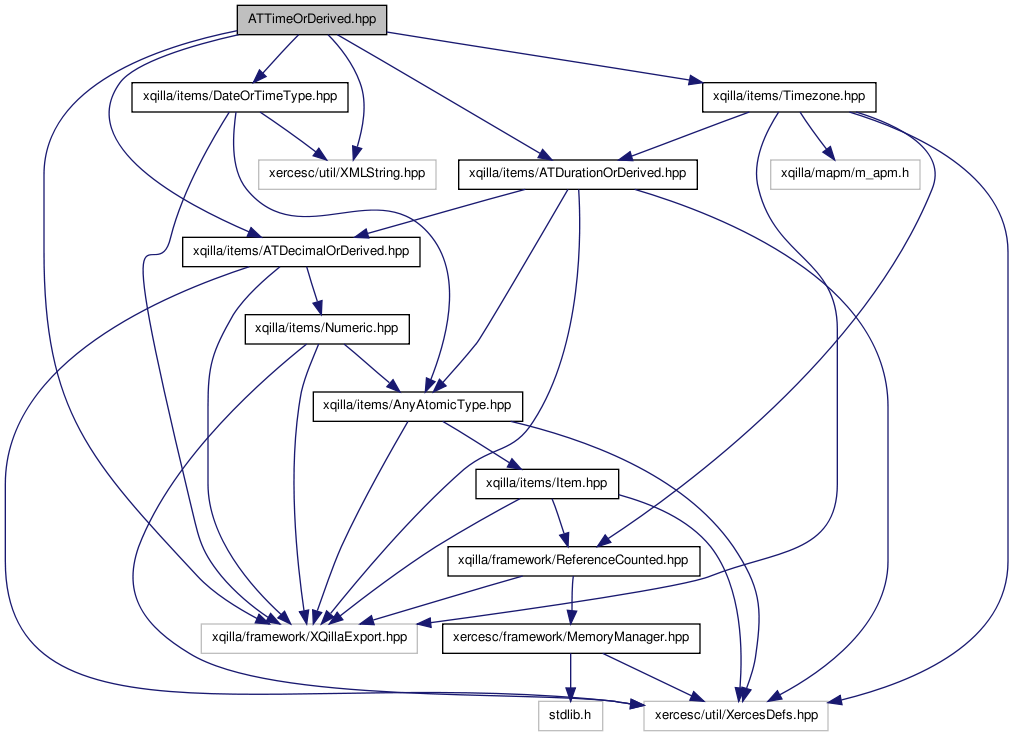 ATTimeOrDerived.hpp
xqilla/items/DateOrTimeType.hpp
xqilla/items/Timezone.hpp
xercesc/util/XMLString.hpp
xqilla/items/ATDurationOrDerived.hpp
xqilla/mapm/m_apm.h
xqilla/items/ATDecimalOrDerived.hpp
xqilla/items/Numeric.hpp
xqilla/items/AnyAtomicType.hpp
xqilla/items/Item.hpp
xqilla/framework/ReferenceCounted.hpp
xqilla/framework/XQillaExport.hpp
xercesc/framework/MemoryManager.hpp
stdlib.h
xercesc/util/XercesDefs.hpp